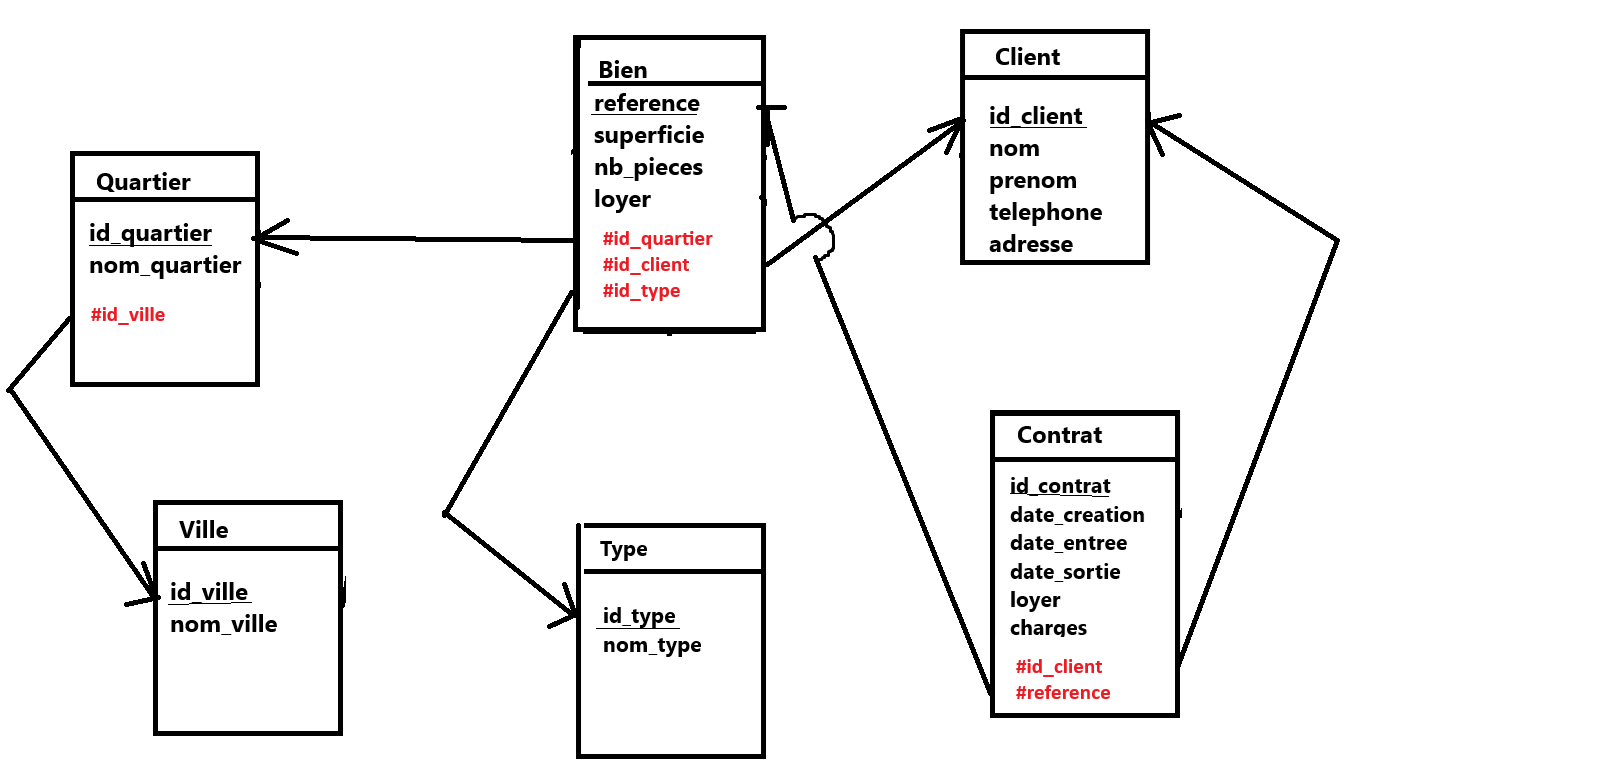 Quartier
id_quartier
nom_quartier
#id_ville
Ville
id_ville
nom_ville
Bien
reference
superficie
nb_pieces
loyer
#id_quartier
#id_client
#id_type
Type
id_type
nom_type
Client
id_client
nom
prenom
telephone
adresse
Contrat
id_contrat
date_creation
date_entree
date_sortie
loyer
charges
#id_client
#reference